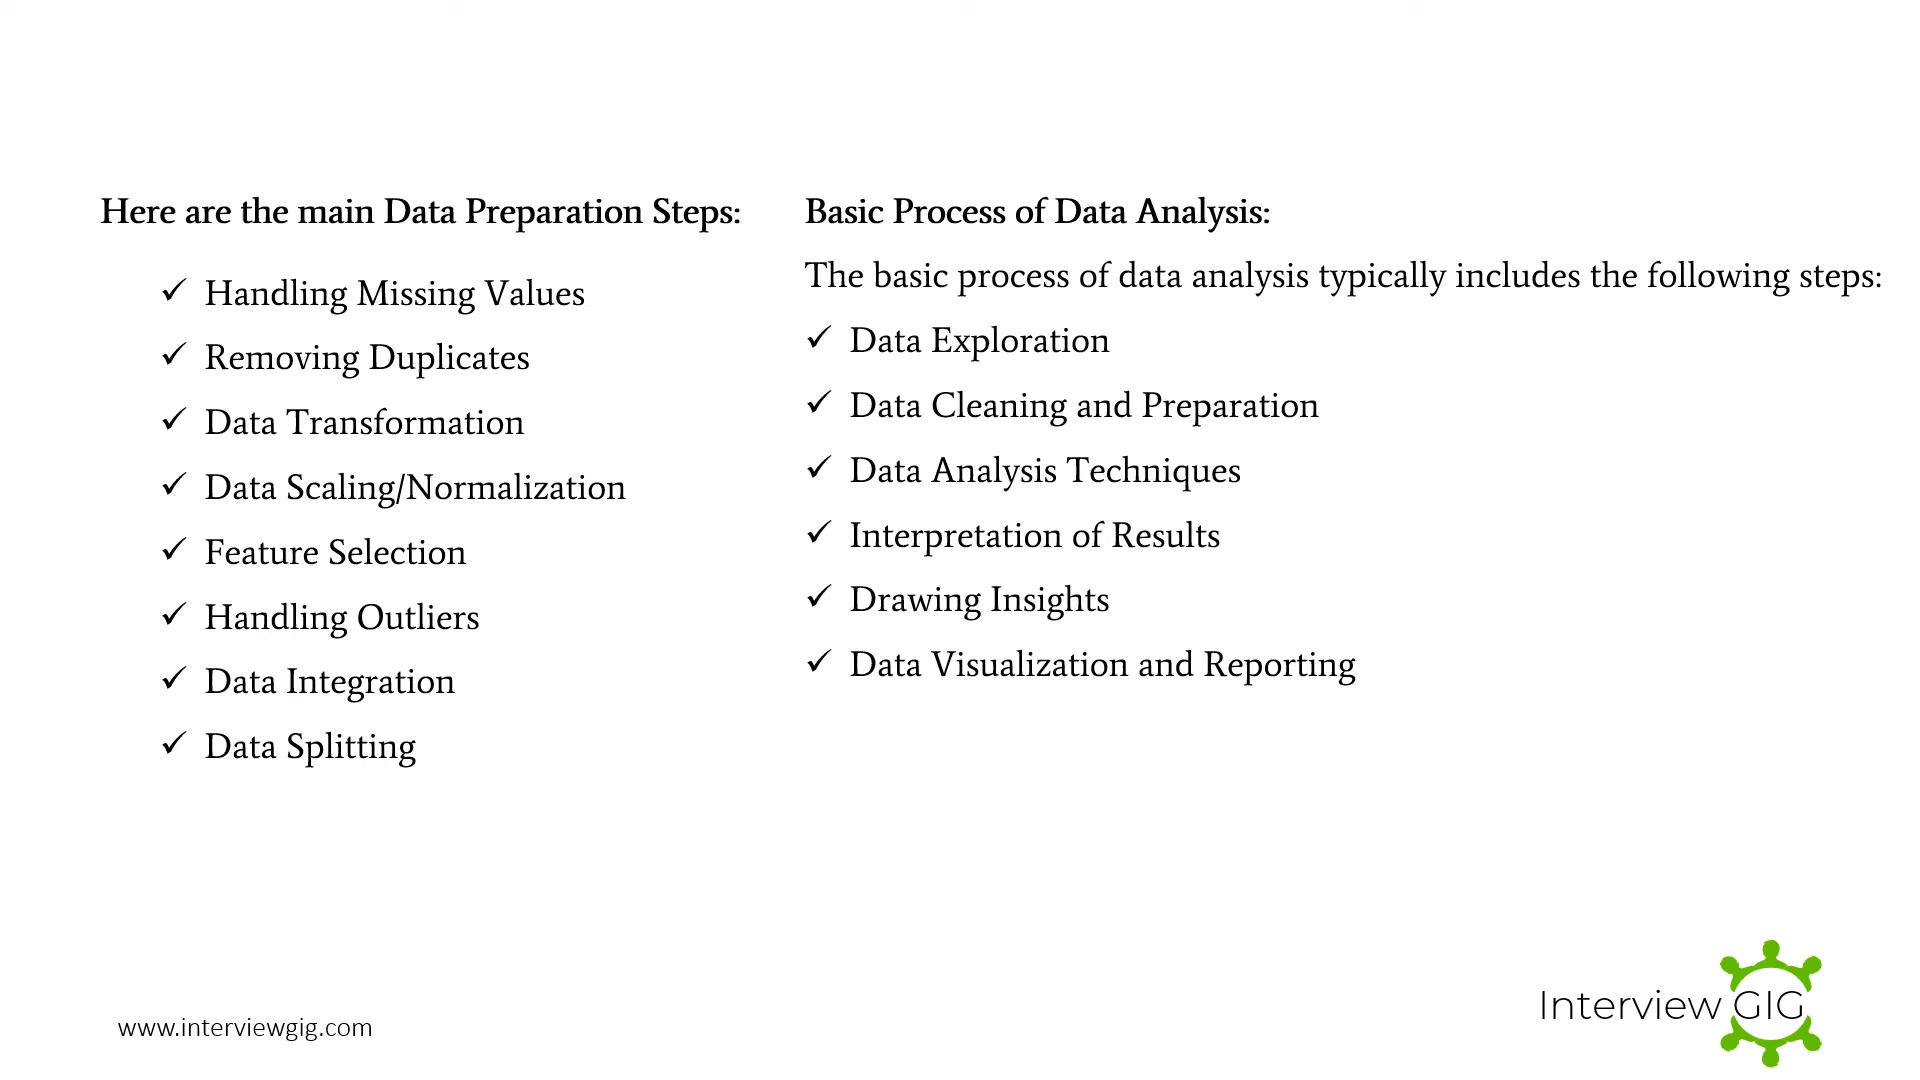 Here are the main Data Preparation Steps:
✓ Handling Missing Values
✓ Removing Duplicates
✓ Data Transformation
✓ Data Scaling/Normalization
✓ Feature Selection
✓ Handling Outliers
✓ Data Integration
✓ Data Splitting
Basic Process of Data Analysis:
The basic process of data analysis typically includes the following steps:
✓ Data Exploration
✓ Data Cleaning and Preparation
✓ Data Analysis Techniques
✓ Interpretation of Results
✓ Drawing Insights
✓ Data Visualization and Reporting
www.interviewgig.com
Interview GIG